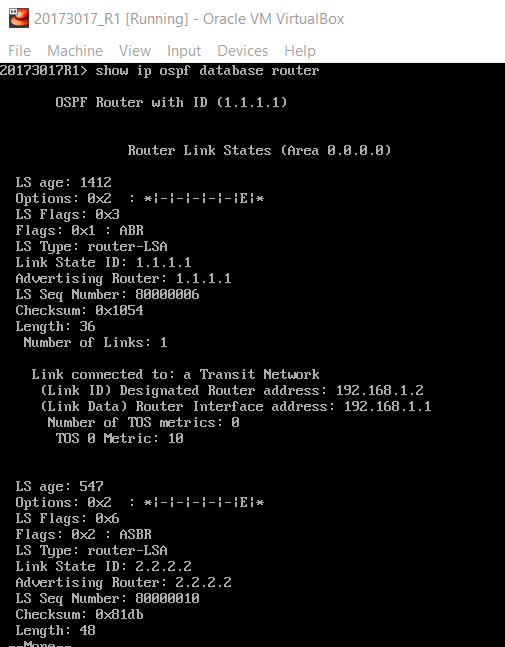 20173017_R1 [Running] - Oracle VM VirtualBox
File Machine View Input Devices Help
20173017R1> show ip ospf database router
OSPF Router with ID (1.1.1.1)
Router Link States (Area 0.0.0.0)
LS age: 1412
Options: 0x2 : *|-|-|-|-|-|E|*
LS Flags: 0x3
Flags: 0x1 : ABR
LS Type: router-LSA
Link State ID: 1.1.1.1
Advertising Router: 1.1.1.1
LS Seq Number: 80000006
Checksum: 0x1054
Length: 36
Number of Links: 1
Link connected to: a Transit Network
(Link ID) Designated Router address: 192.168.1.2
(Link Data) Router Interface address: 192.168.1.1
Number of TOS metrics: 0
TOS 0 Metric: 10
LS age: 547
Options: 0x2 : *|-|-|-|-|-|E|*
LS Flags: 0x6
Flags: 0x2 : ASBR
LS Type: router-LSA
Link State ID: 2.2.2.2
Advertising Router: 2.2.2.2
LS Seq Number: 80000010
Checksum: 0x81db
Length: 48
--More--